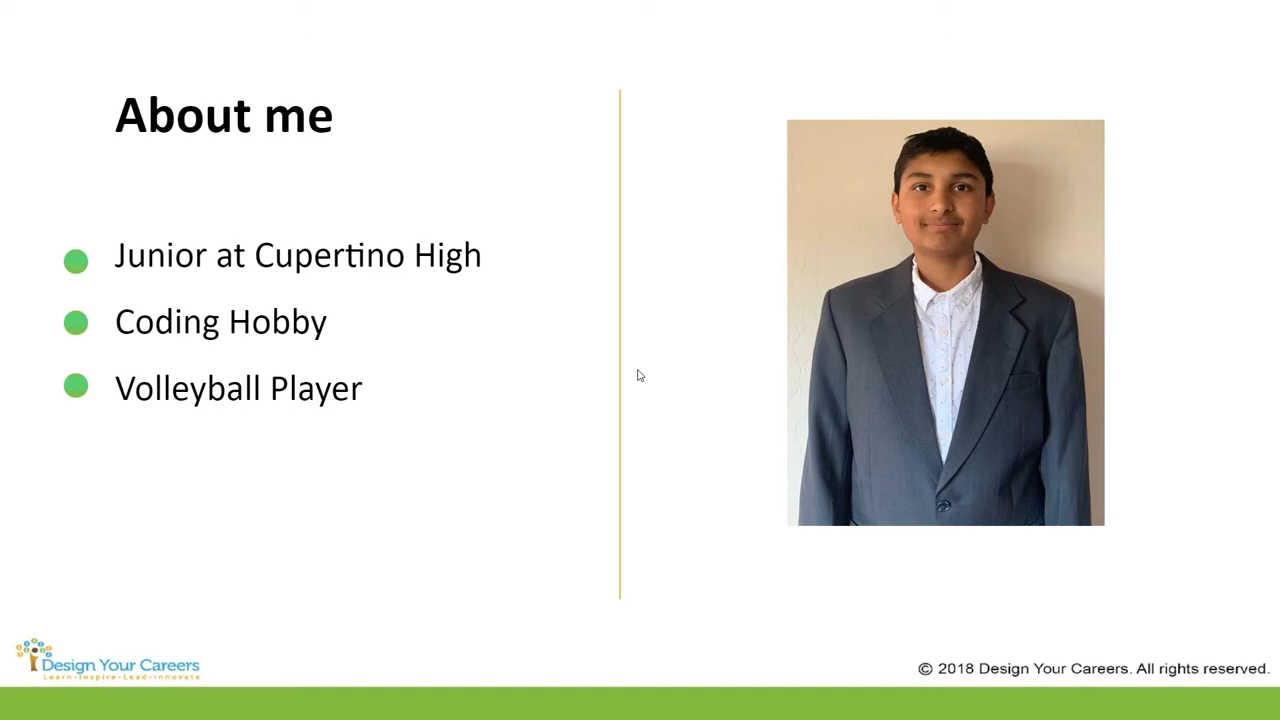 About me
Junior at Cupertino High
Coding Hobby
Volleyball Player
Design Your Careers
Learn-Inspire-Lead-Innovate
© 2018 Design Your Careers. All rights reserved.